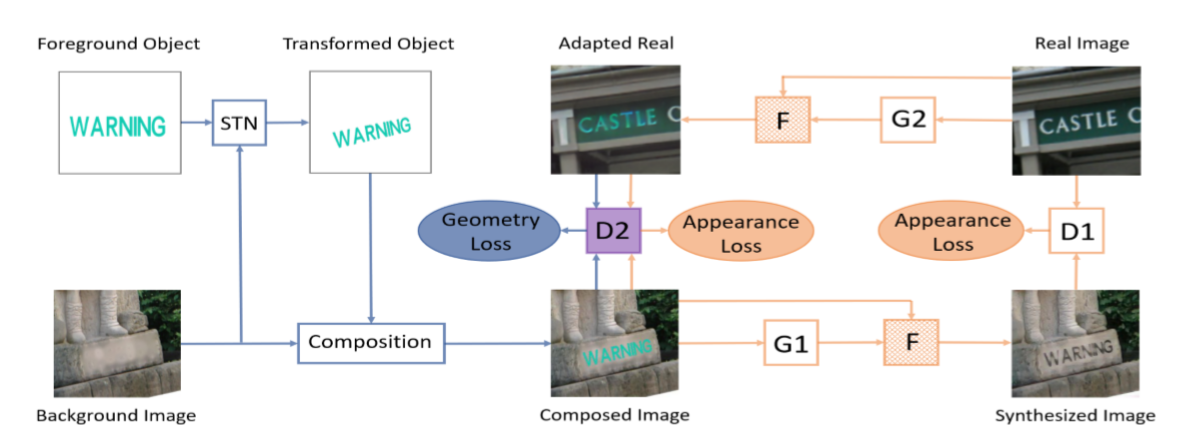 Foreground Object
Transformed Object
Adapted Real
Real Image
WARNING
STN
WARNING
CASTLE C
F
G2
CASTLE C
Geometry
Loss
D2
Appearance
Loss
Appearance
Loss
D1
Composition
WARNING
G1
F
WARNING
Background Image
Composed Image
Synthesized Image